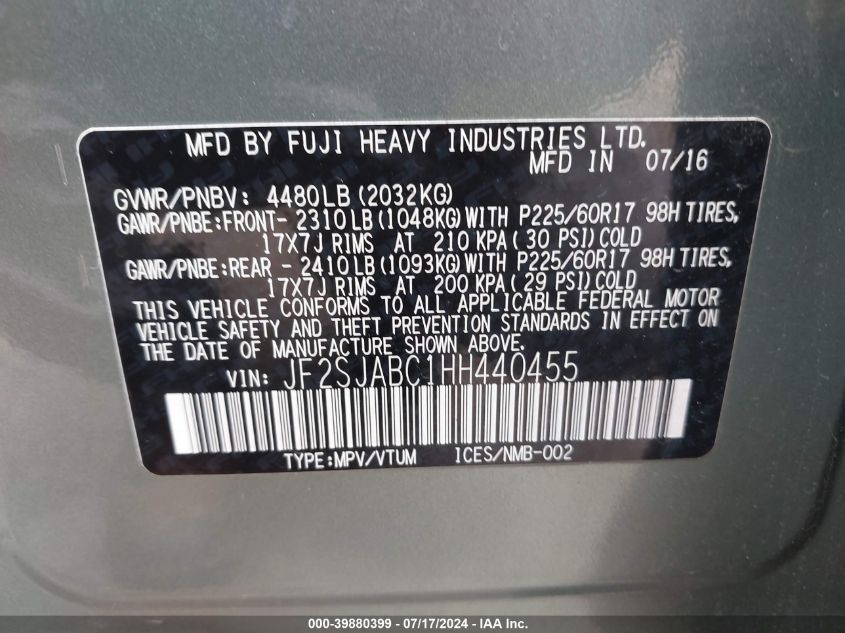 MFD BY FUJI HEAVY INDUSTRIES LTD.
MFD IN 07/16
GVWR/PNBV: 4480LB (2032KG)
GAWR/PNBE:FRONT- 2310LB (1048KG) WITH P225/60R17 98H TIRES,
17X7J RIMS AT 210 KPA ( 30 PSI) COLD
GAWR/PNBE:REAR - 2410LB (1093KG) WITH P225/60R17 98H TIRES,
17X7J RIMS AT 200 KPA ( 29 PSI) COLD
THIS VEHICLE CONFORMS TO ALL APPLICABLE FEDERAL MOTOR
VEHICLE SAFETY AND THEFT PREVENTION STANDARDS IN EFFECT ON
THE DATE OF MANUFACTURE SHOWN ABOVE.
VIN: JF2SJABC1HH440455
TYPE:MPV/VTUM ICES/NMB-002
000-39880399 - 07/17/2024 - IAA Inc.